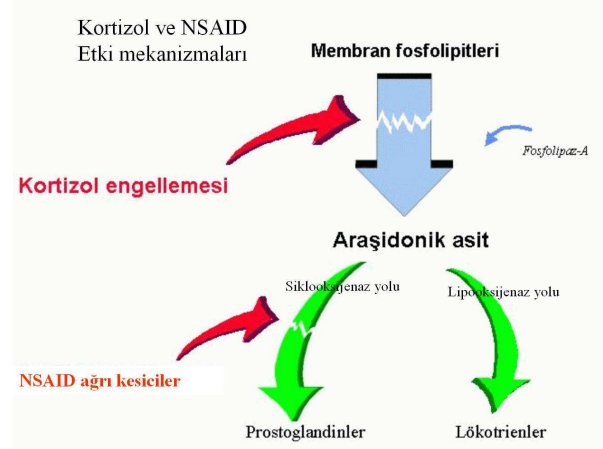 Kortizol ve NSAID
Etki mekanizmaları
Membran fosfolipitleri
Fosfolipaz-A
Kortizol engellemesi
Araşidonik asit
Siklooksijenaz yolu
Lipooksijenaz yolu
NSAID ağrı kesiciler
Prostoglandinler
Lökotrienler